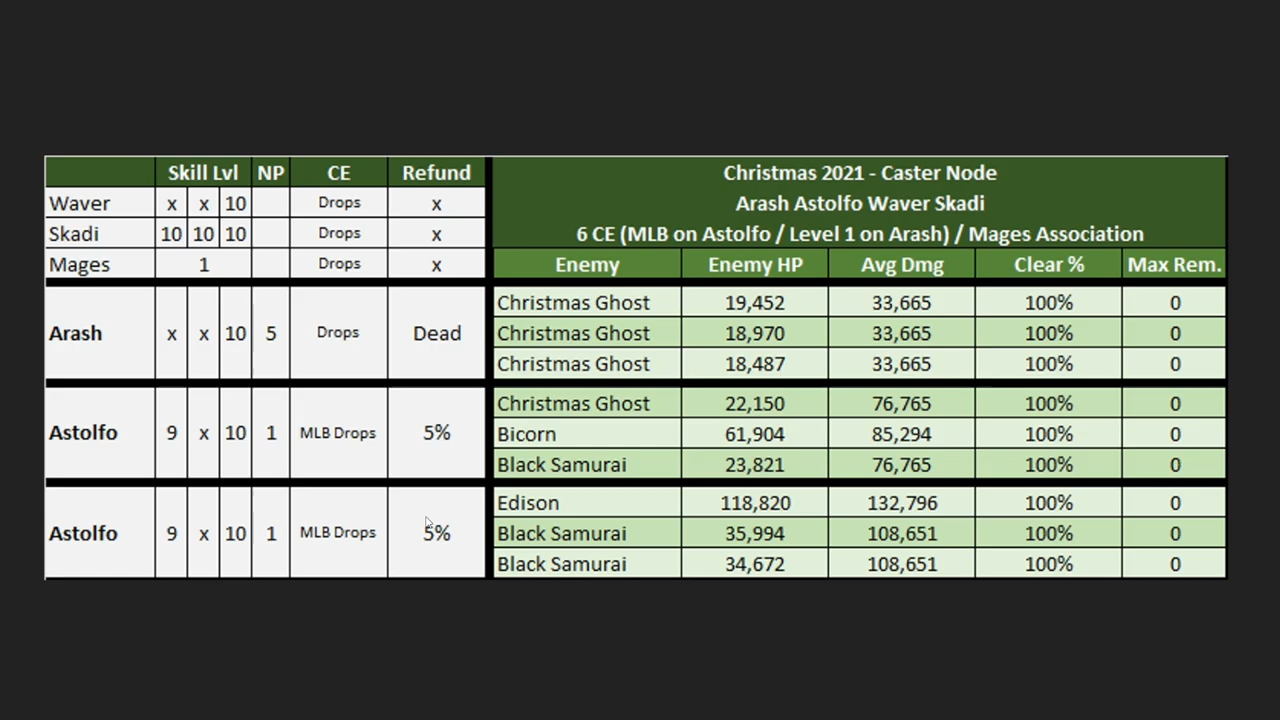 Skill Lvl NP CE Refund
Christmas 2021 - Caster Node
Waver x x 10 Drops x
Arash Astolfo Waver Skadi
Skadi 10 10 10 Drops x
6 CE (MLB on Astolfo / Level 1 on Arash) / Mages Association
Mages 1 Drops x
Enemy Enemy HP Avg Dmg Clear % Max Rem.
Christmas Ghost 19,452 33,665 100% 0
Arash x x 10 5 Drops Dead Christmas Ghost 18,970 33,665 100% 0
Christmas Ghost 18,487 33,665 100% 0
Christmas Ghost 22,150 76,765 100% 0
Astolfo 9 x 10 1 MLB Drops 5% Bicorn 61,904 85,294 100% 0
Black Samurai 23,821 76,765 100% 0
Edison 118,820 132,796 100% 0
Astolfo 9 x 10 1 MLB Drops 5% Black Samurai 35,994 108,651 100% 0
Black Samurai 34,672 108,651 100% 0